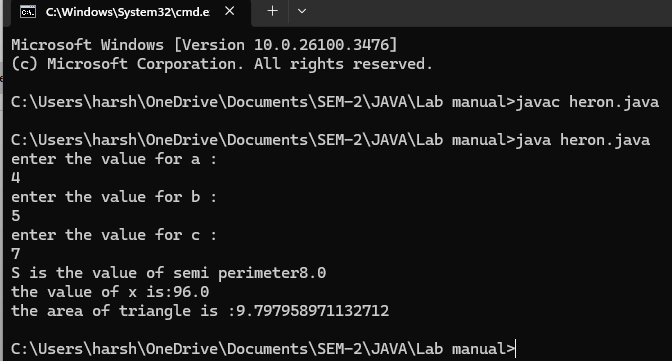 C:\Windows\System32\cmd.e
Microsoft Windows [Version 10.0.26100.3476]
(c) Microsoft Corporation. All rights reserved.
C:\Users\harsh\OneDrive\Documents\SEM-2\JAVA\Lab manual>javac heron.java
C:\Users\harsh\OneDrive\Documents\SEM-2\JAVA\Lab manual>java heron.java
enter the value for a :
4
enter the value for b :
5
enter the value for c :
7
S is the value of semi perimeter8.0
the value of x is:96.0
the area of triangle is :9.797958971132712
C:\Users\harsh\OneDrive\Documents\SEM-2\JAVA\Lab manual>